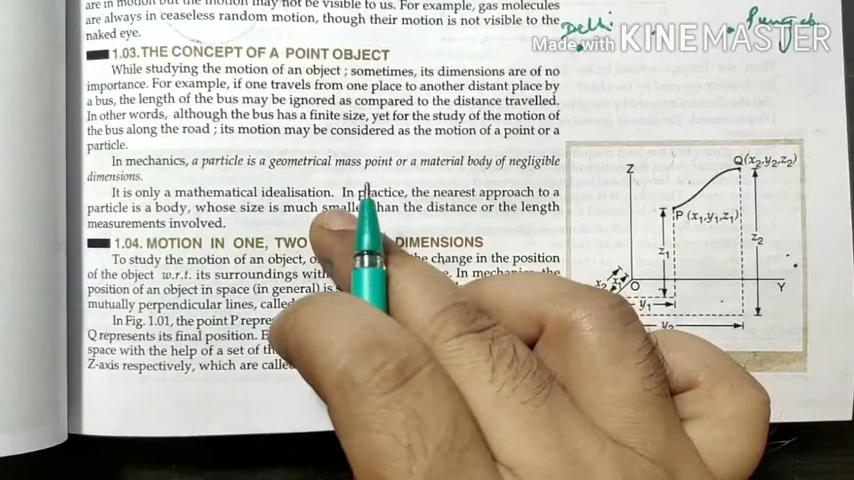 are in motion but the motion may not be visible to us. For example, gas molecules
are always in ceaseless random motion, though their motion is not visible to the
naked eye.
Delhi
Punjab
Made with KINEMASTER
1.03. THE CONCEPT OF A POINT OBJECT
While studying the motion of an object ; sometimes, its dimensions are of no
importance. For example, if one travels from one place to another distant place by
a bus, the length of the bus may be ignored as compared to the distance travelled.
In other words, although the bus has a finite size, yet for the study of the motion of
the bus along the road ; its motion may be considered as the motion of a point or a
particle.
In mechanics, a particle is a geometrical mass point or a material body of negligible
dimensions.
It is only a mathematical idealisation. In practice, the nearest approach to a
particle is a body, whose size is much smaller than the distance or the length
measurements involved.
1.04. MOTION IN ONE, TWO DIMENSIONS
To study the motion of an object, the change in the position
of the object w.r.t. its surroundings with In mechanics, the
position of an object in space (in general) is
mutually perpendicular lines, called
In Fig. 1.01, the point P
Q represents its final position.
space with the help of a set of
Z-axis respectively, which are called
Z
Q(x2,y2,z2)
P (x1,y1,z1)
z1
z2
x2
x1
O
Y
y1
y2